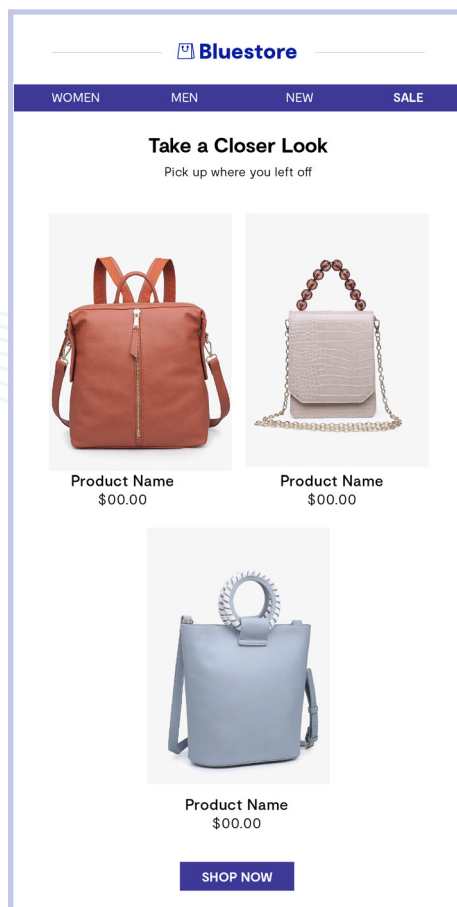 Bluestore
WOMEN MEN NEW SALE
Take a Closer Look
Pick up where you left off
Product Name
$00.00
Product Name
$00.00
Product Name
$00.00
SHOP NOW